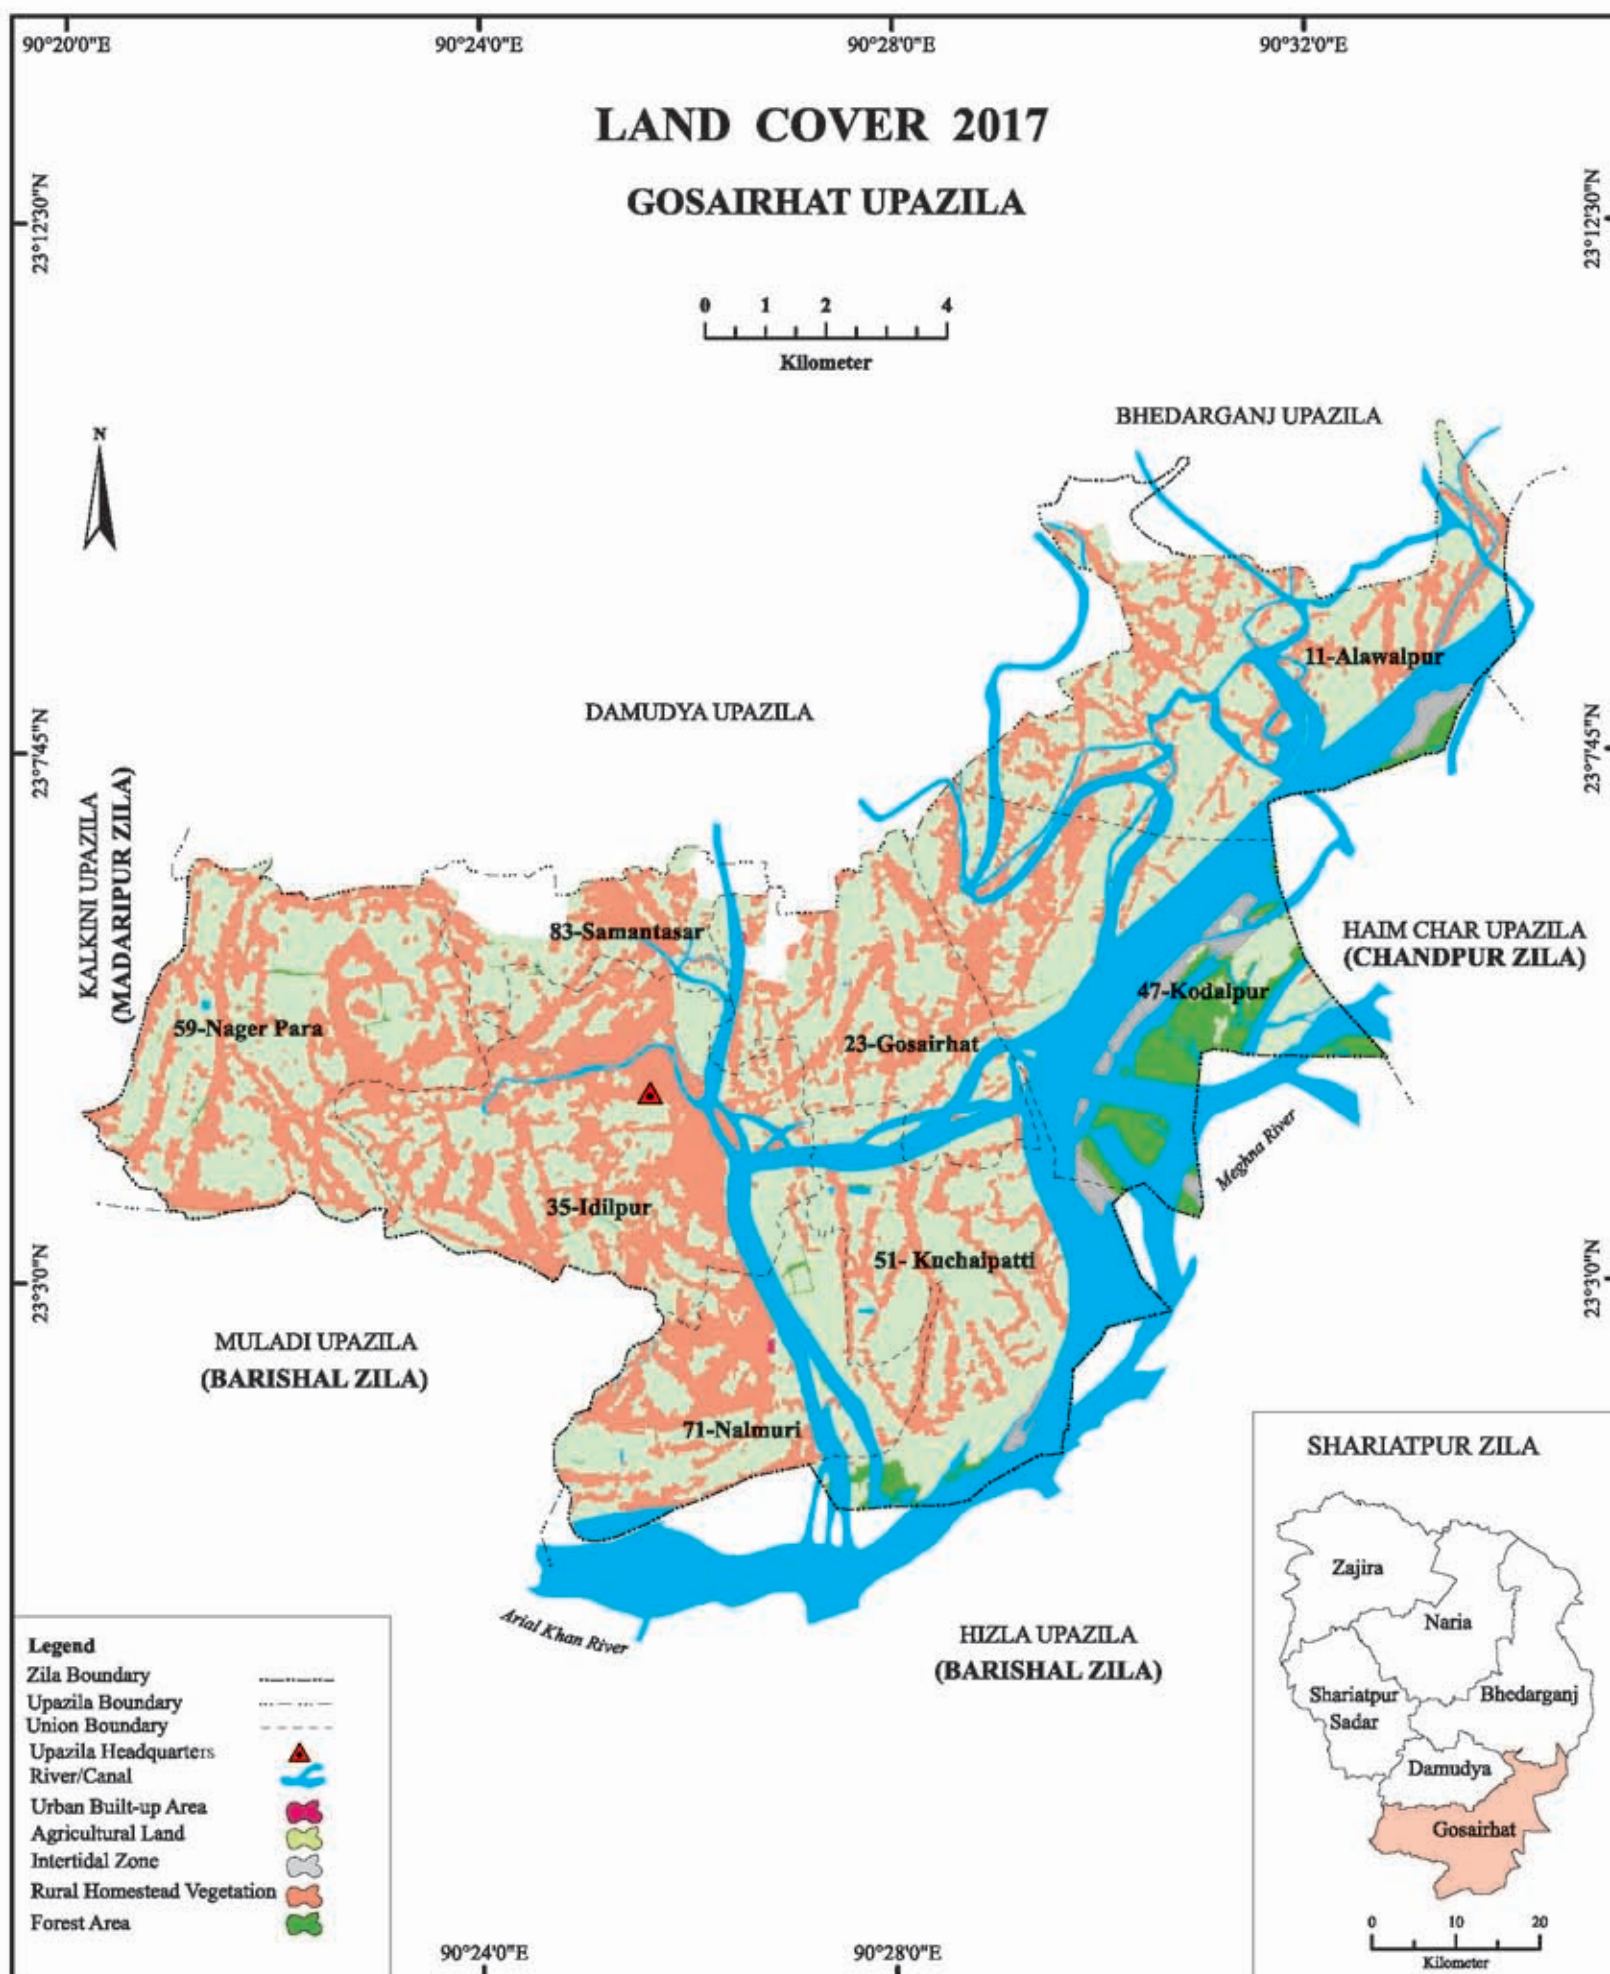 90°20'0"E
90°24'0"E
90°28'0"E
90°32'0"E
LAND COVER 2017
GOSAIRHAT UPAZILA
23°12'30"N
23°12'30"N
0 1 2 4
Kilometer
N
BHEDARGANJ UPAZILA
11-Alawalpur
DAMUDYA UPAZILA
23°7'45"N
23°7'45"N
KALKINI UPAZILA
(MADARIPUR ZILA)
83-Samantasar
HAIM CHAR UPAZILA
(CHANDPUR ZILA)
47-Kodalpur
59-Nager Para
23-Gosairhat
Meghna River
35-Idilpur
51- Kuchaipatti
23°3'0"N
23°3'0"N
MULADI UPAZILA
(BARISHAL ZILA)
71-Nalmuri
Arial Khan River
HIZLA UPAZILA
(BARISHAL ZILA)
Legend
Zila Boundary
Upazila Boundary
Union Boundary
Upazila Headquarters
River/Canal
Urban Built-up Area
Agricultural Land
Intertidal Zone
Rural Homestead Vegetation
Forest Area
SHARIATPUR ZILA
Zajira
Naria
Shariatpur
Sadar
Bhedarganj
Damudya
Gosairhat
0 10 20
Kilometer
90°24'0"E
90°28'0"E